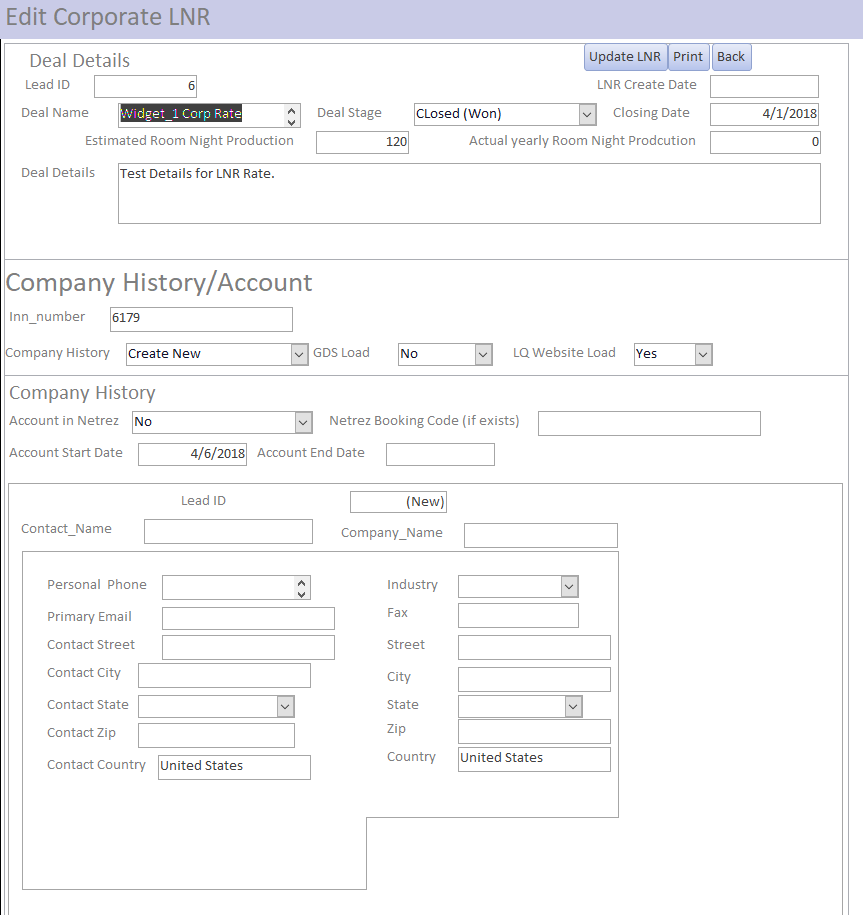 Edit Corporate LNR
Deal Details Update LNR Print Back
Lead ID 6 LNR Create Date
Deal Name Widget_1 Corp Rate Deal Stage CLosed (Won) Closing Date 4/1/2018
Estimated Room Night Production 120 Actual yearly Room Night Prodcution 0
Deal Details Test Details for LNR Rate.
Company History/Account
Inn_number 6179
Company History Create New GDS Load No LQ Website Load Yes
Company History
Account in Netrez No Netrez Booking Code (if exists)
Account Start Date 4/6/2018 Account End Date
Lead ID (New)
Contact_Name Company_Name
Personal Phone Industry
Primary Email Fax
Contact Street Street
Contact City City
Contact State State
Contact Zip Zip
Contact Country United States Country United States